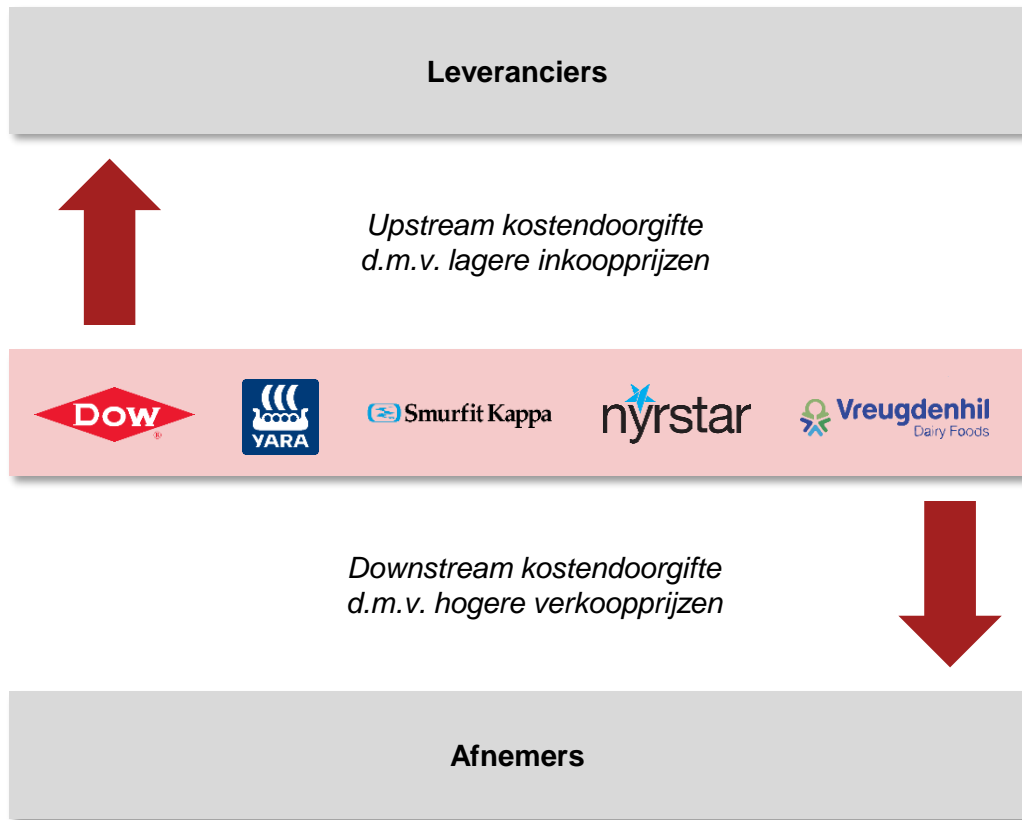 Leveranciers
Upstream kostendoorgifte
d.m.v. lagere inkoopprijzen
Dow
YARA
Smurfit Kappa
nyrstar
Vreugdenhil
Dairy Foods
Downstream kostendoorgifte
d.m.v. hogere verkoopprijzen
Afnemers